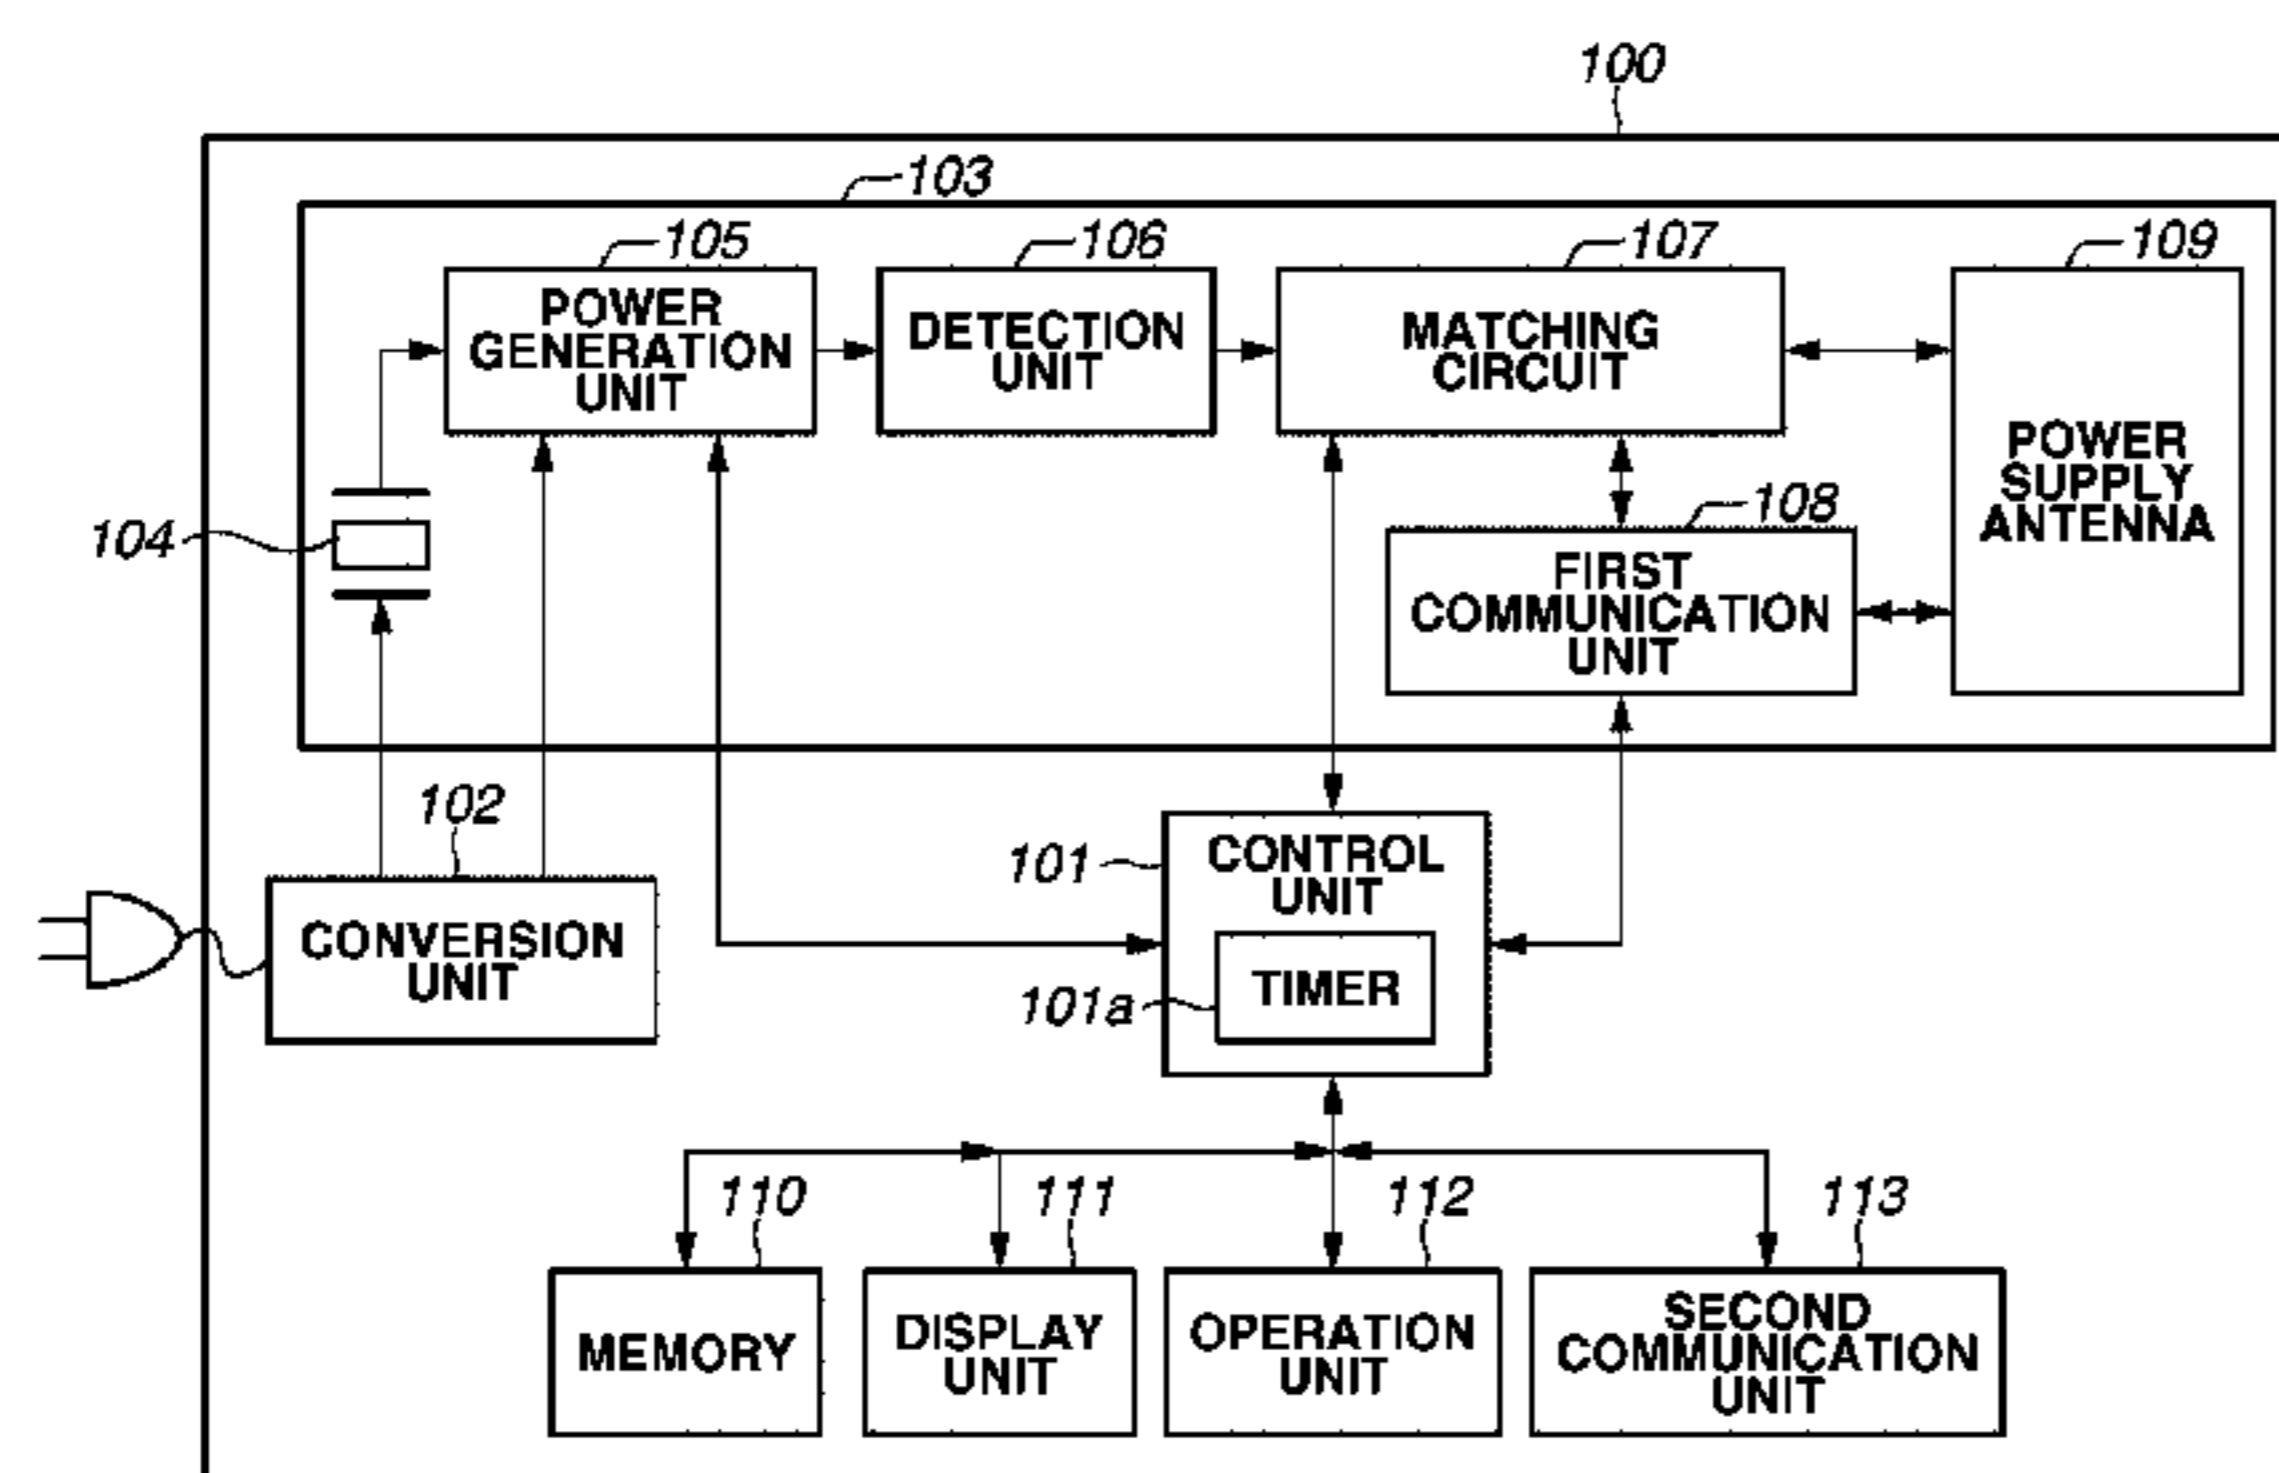 100
103
105
106
107
109
POWER
GENERATION
UNIT
DETECTION
UNIT
MATCHING
CIRCUIT
POWER
SUPPLY
ANTENNA
104
108
FIRST
COMMUNICATION
UNIT
102
CONVERSION
UNIT
101
CONTROL
UNIT
101a
TIMER
110
111
112
113
MEMORY
DISPLAY
UNIT
OPERATION
UNIT
SECOND
COMMUNICATION
UNIT